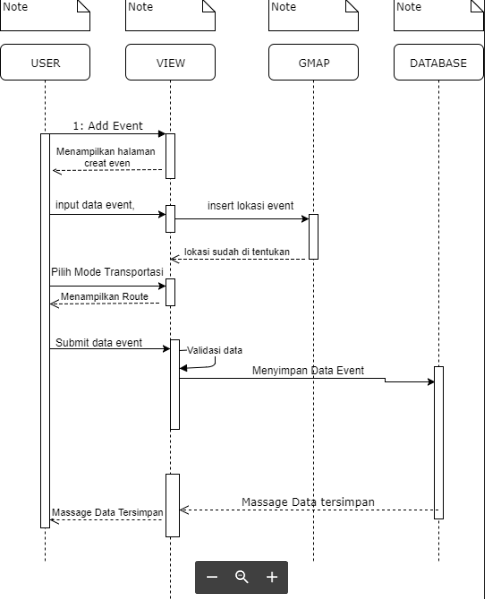 Note
Note
Note
Note
USER
VIEW
GMAP
DATABASE
1: Add Event
Menampilkan halaman
creat even
input data event,
insert lokasi event
lokasi sudah di tentukan
Pilih Mode Transportasi
Menampilkan Route
Submit data event
Validasi data
Menyimpan Data Event
Massage Data tersimpan
Massage Data Tersimpan